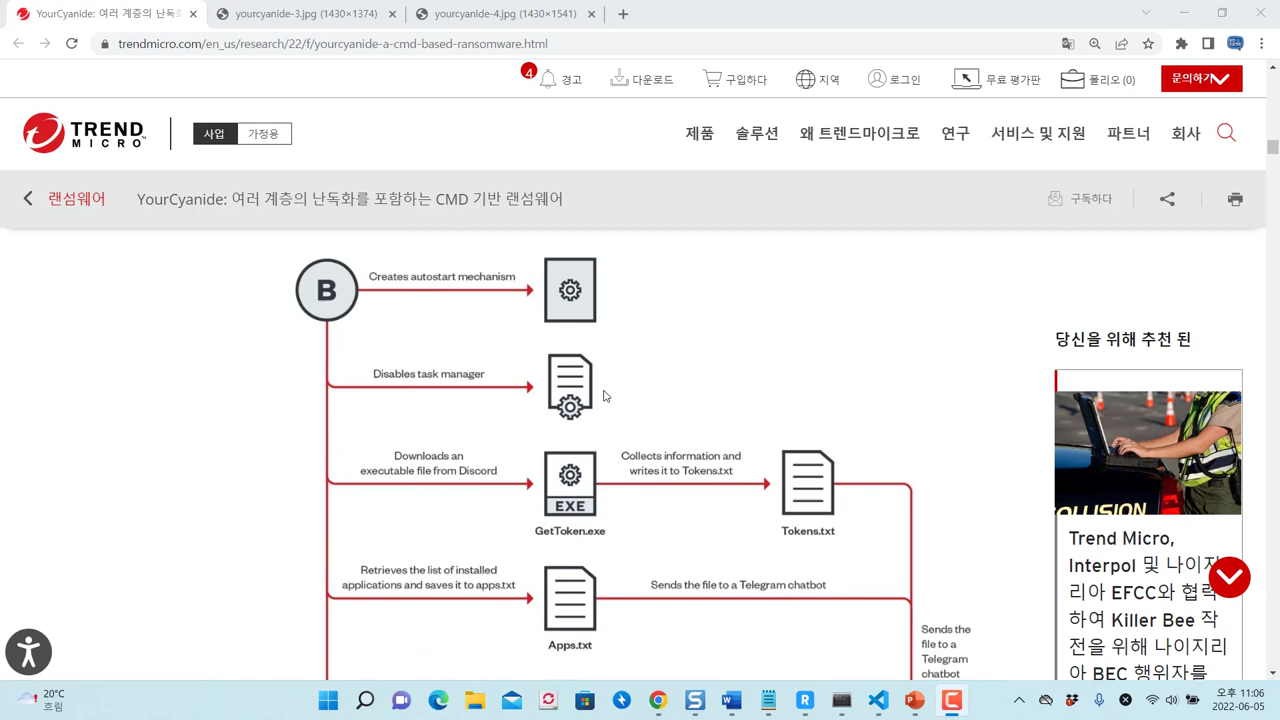 YourCyanide: 여러 계층의 난독화
yourcyanide-3.jpg (1430×1374)
yourcyanide-4.jpg (1430×1541)
trendmicro.com/en_us/research/22/f/yourcyanide-a-cmd-based-ransomware.html
4
경고
다운로드
구입하다
지역
로그인
무료 평가판
폴리오 (0)
문의하기
TREND
MICRO
사업
가정용
제품
솔루션
왜 트렌드마이크로
연구
서비스 및 지원
파트너
회사
랜섬웨어
YourCyanide: 여러 계층의 난독화를 포함하는 CMD 기반 랜섬웨어
구독하다
B
Creates autostart mechanism
Disables task manager
Downloads an
executable file from Discord
EXE
GetToken.exe
Collects information and
writes it to Tokens.txt
Tokens.txt
Retrieves the list of installed
applications and saves it to apps.txt
Apps.txt
Sends the file to a Telegram chatbot
Sends the
file to a
Telegram
chatbot
당신을 위해 추천 된
COLLISION
Trend Micro,
Interpol 및 나이지
리아 EFCC와 협력
하여 Killer Bee 작
전을 위해 나이지리
아 BEC 행위자를
20°C
흐림
오후 11:06
2022-06-05